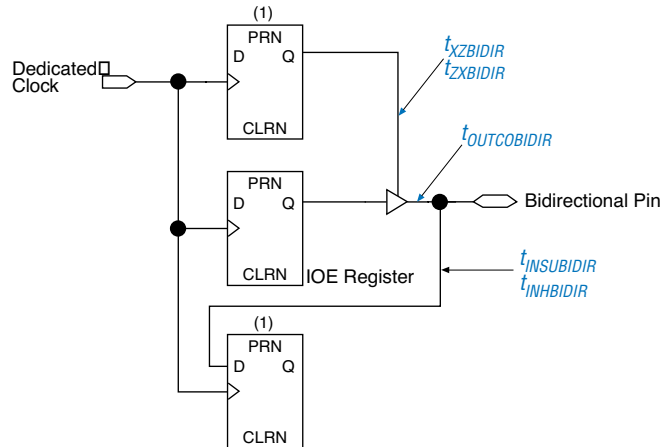 (1)
PRN
D Q
CLRN
Dedicated
Clock
tXZBIDIR
tZXBIDIR
tOUTCOBIDIR
PRN
D Q
CLRN
IOE Register
Bidirectional Pin
tINSUBIDIR
tINHBIDIR
(1)
PRN
D Q
CLRN